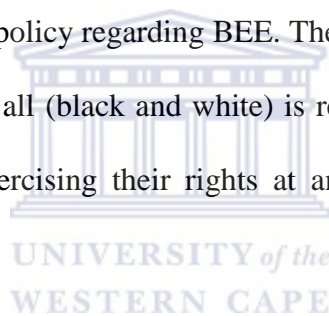 policy regarding BEE. The
all (black and white) is re
ercising their rights at an
UNIVERSITY of the
WESTERN CAPE